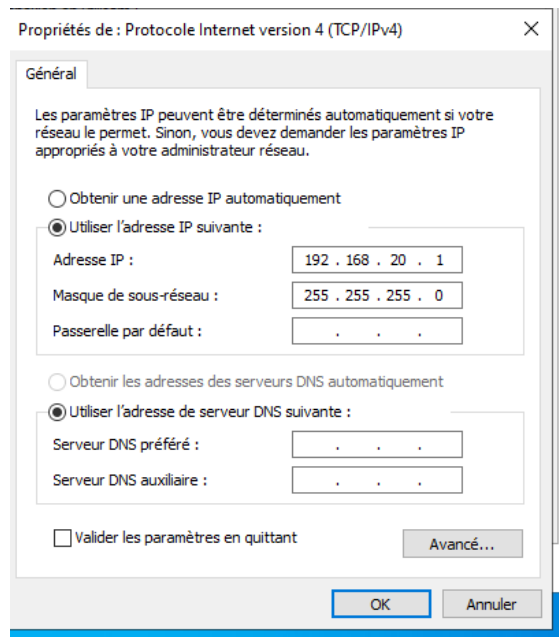 Propriétés de : Protocole Internet version 4 (TCP/IPv4)
Général
Les paramètres IP peuvent être déterminés automatiquement si votre
réseau le permet. Sinon, vous devez demander les paramètres IP
appropriés à votre administrateur réseau.
Obtenir une adresse IP automatiquement
Utiliser l’adresse IP suivante :
Adresse IP : 192 . 168 . 20 . 1
Masque de sous-réseau : 255 . 255 . 255 . 0
Passerelle par défaut : . . .
Obtenir les adresses des serveurs DNS automatiquement
Utiliser l’adresse de serveur DNS suivante :
Serveur DNS préféré : . . .
Serveur DNS auxiliaire : . . .
Valider les paramètres en quittant
Avancé...
OK Annuler